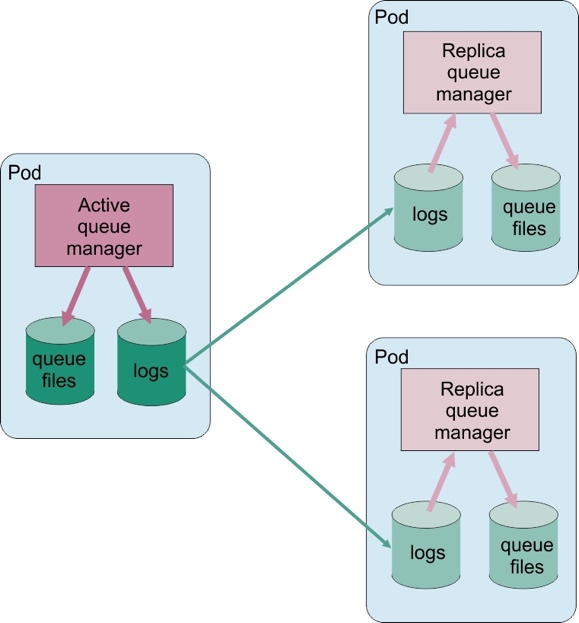 Pod
Active
queue
manager
queue
files
logs
Pod
Replica
queue
manager
logs
queue
files
Pod
Replica
queue
manager
logs
queue
files